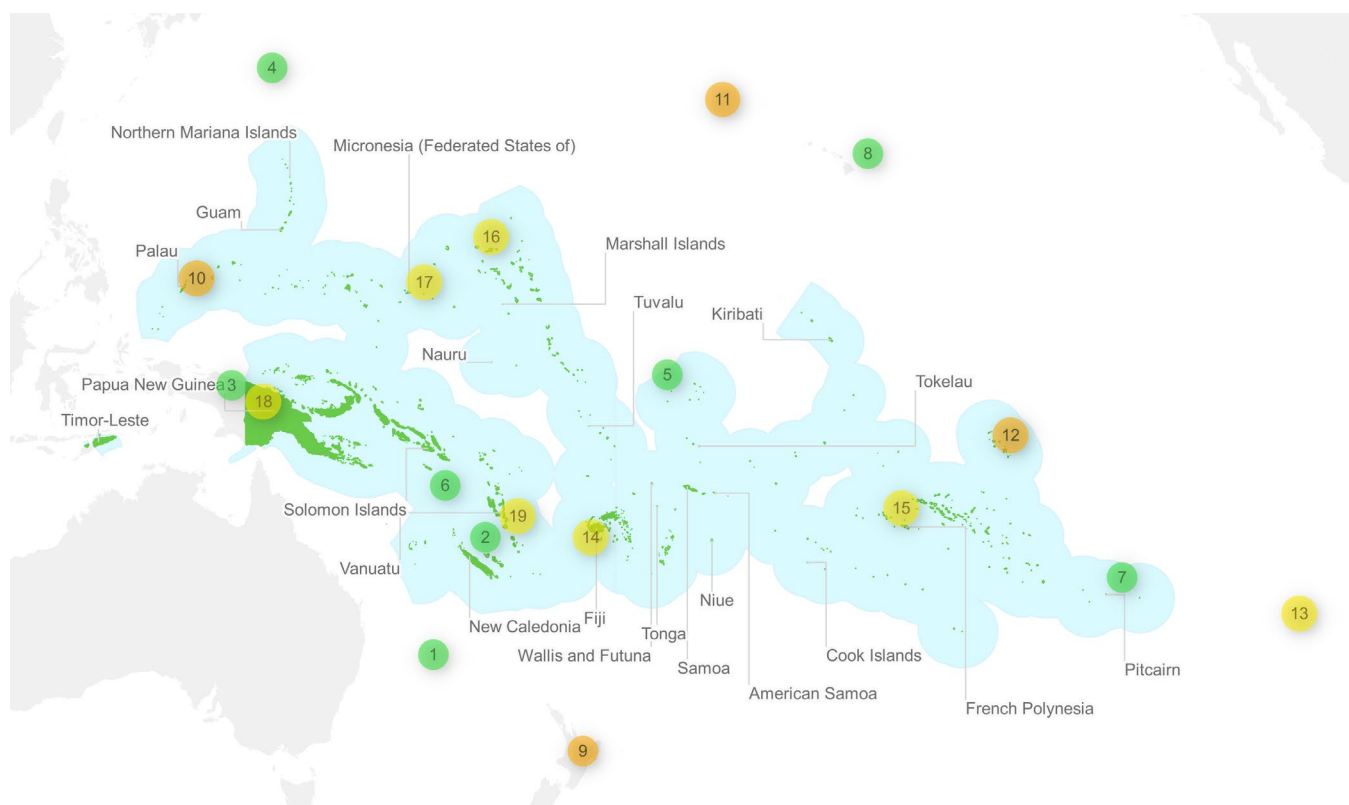 4
11
Northern Mariana Islands
Micronesia (Federated States of)
8
Guam
16
Marshall Islands
Palau
10
17
Tuvalu
Kiribati
Nauru
5
Tokelau
Papua New Guinea
3
18
Timor-Leste
12
6
Solomon Islands
19
15
2
14
Vanuatu
7
Niue
13
New Caledonia
Fiji
Tonga
1
Wallis and Futuna
Samoa
Cook Islands
Pitcairn
American Samoa
French Polynesia
9